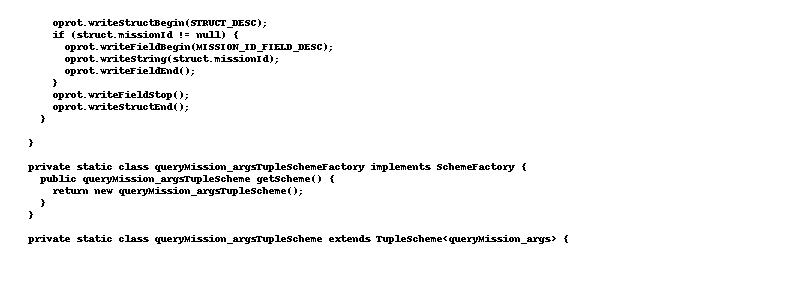 oprot.writeStructBegin(STRUCT_DESC);
if (struct.missionId != null) {
oprot.writeFieldBegin(MISSION_ID_FIELD_DESC);
oprot.writeString(struct.missionId);
oprot.writeFieldEnd();
}
oprot.writeFieldStop();
oprot.writeStructEnd();
}
}
private static class queryMission_argsTupleSchemeFactory implements SchemeFactory {
public queryMission_argsTupleScheme getScheme() {
return new queryMission_argsTupleScheme();
}
}
private static class queryMission_argsTupleScheme extends TupleScheme<queryMission_args> {